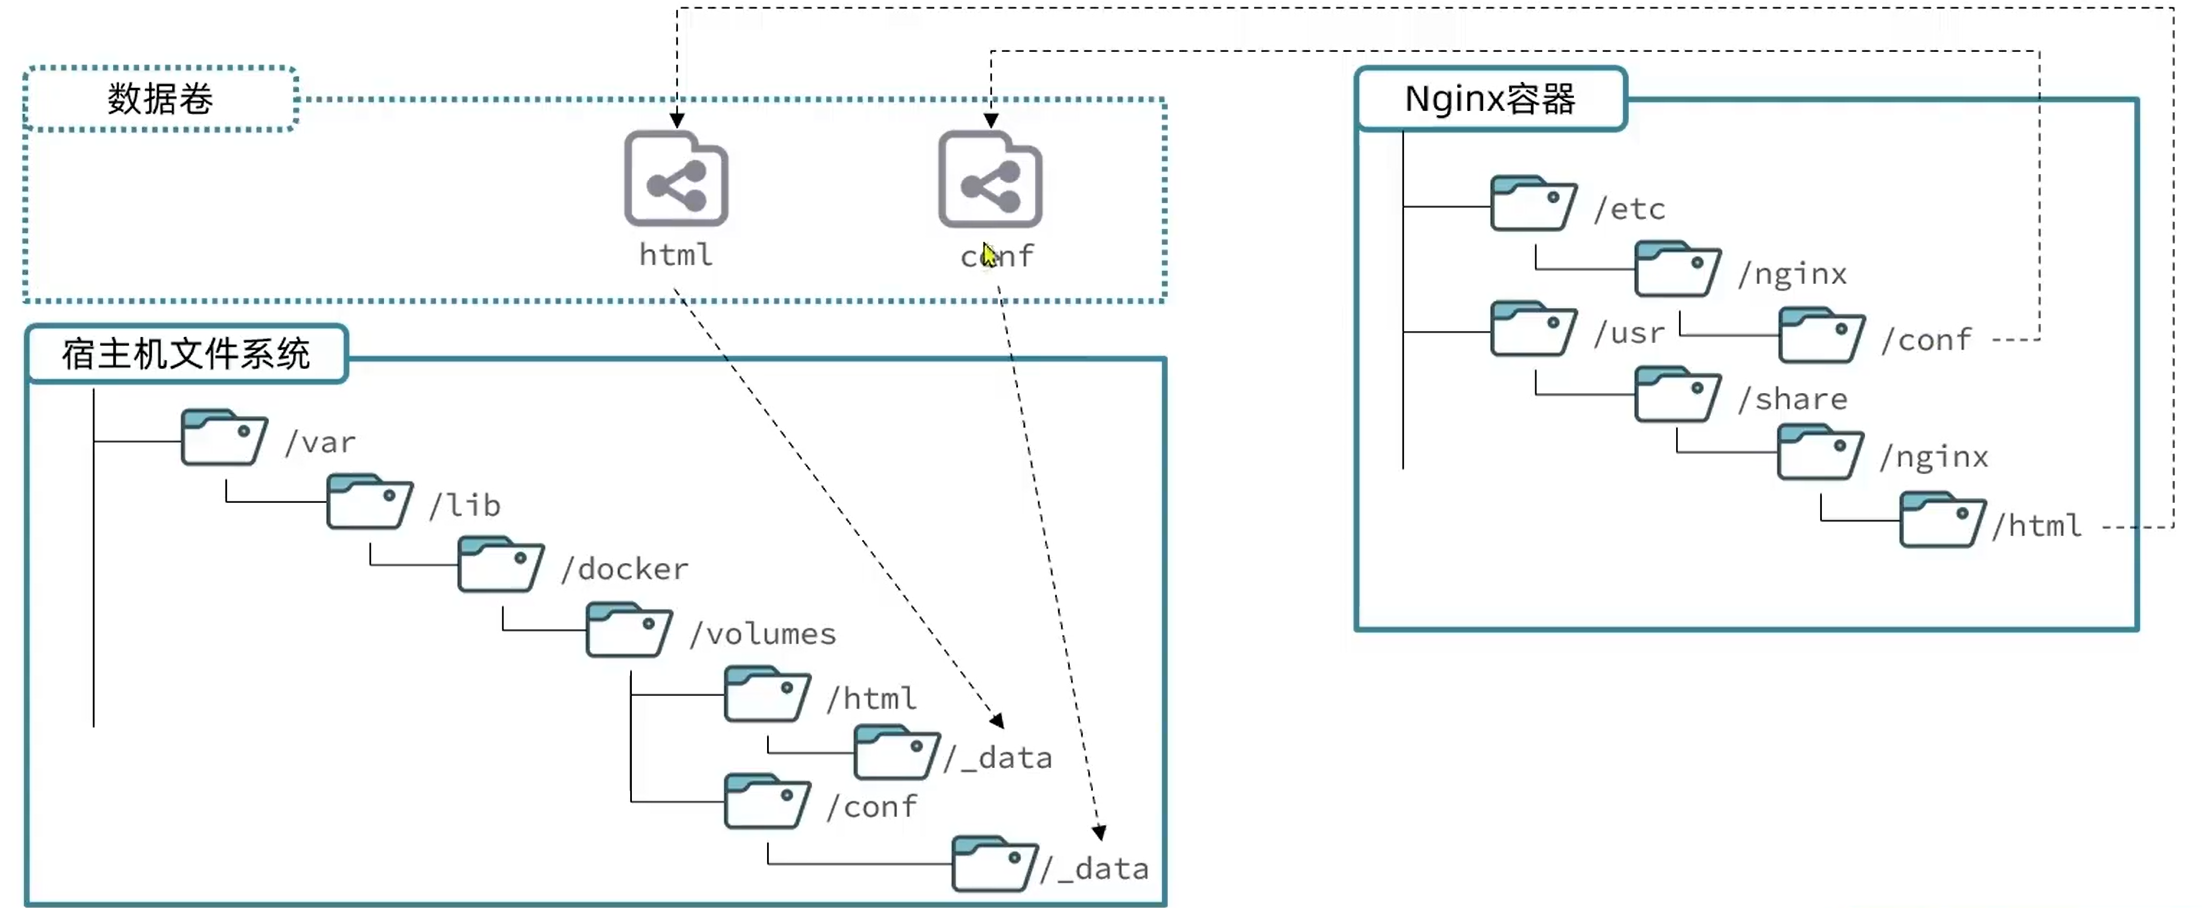 数据卷
html
conf
宿主机文件系统
/var
/lib
/docker
/volumes
/html
/_data
/conf
/_data
Nginx容器
/etc
/nginx
/conf
/usr
/share
/nginx
/html